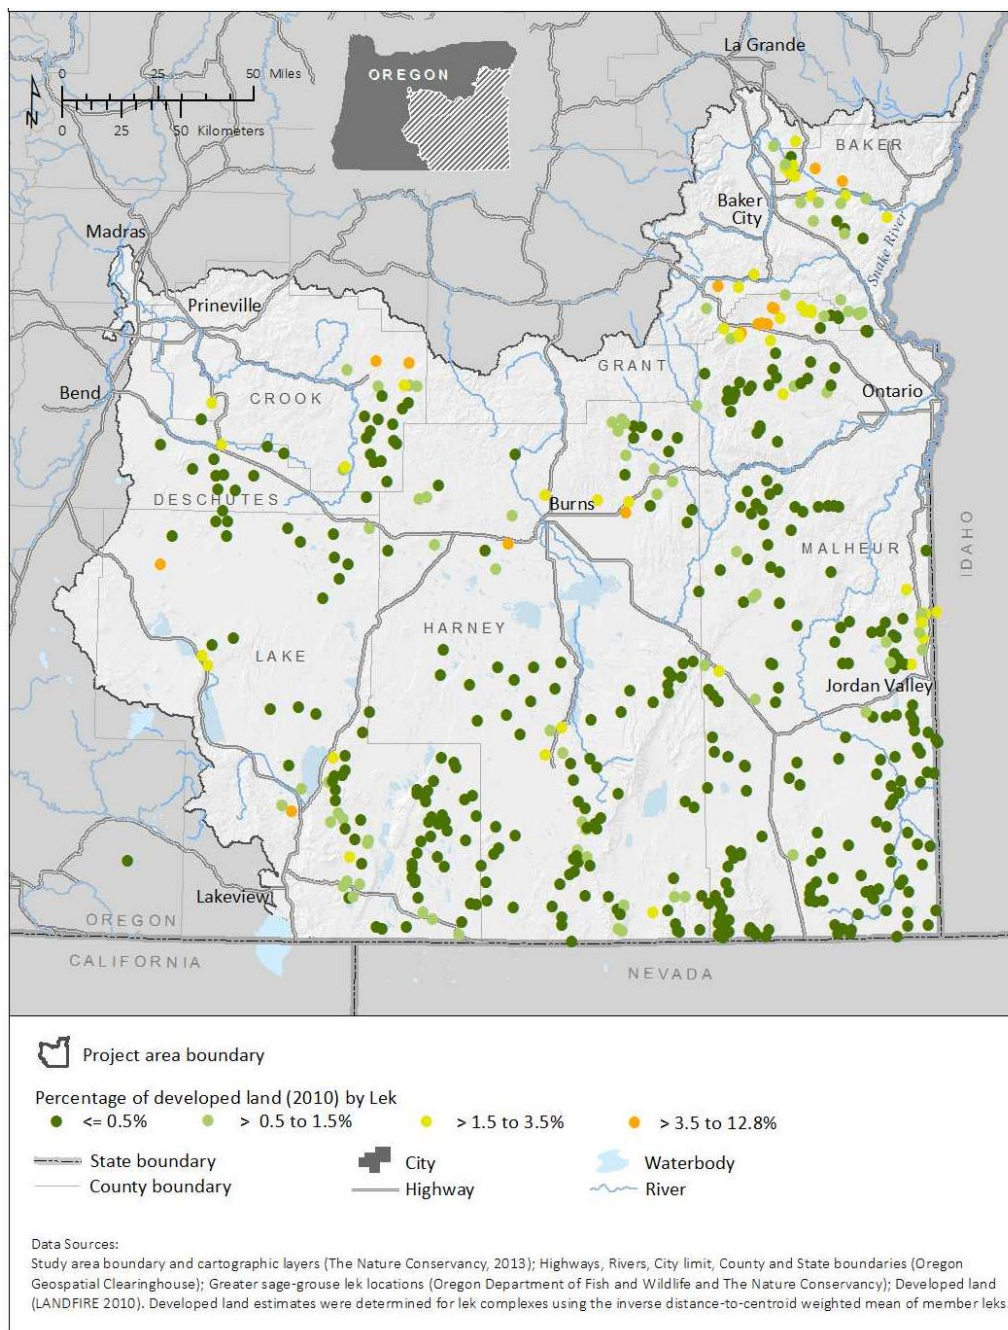 La Grande
0 25 50 Miles
OREGON
N
0 25 50 Kilometers
BAKER
Baker
City
Snake River
Madras
Prineville
GRANT
Bend
CROOK
Ontario
DESCHUTES
Burns
MALHEUR
IDAHO
HARNEY
LAKE
Jordan Valley
Lakeview
OREGON
CALIFORNIA
NEVADA
Project area boundary
Percentage of developed land (2010) by Lek
<= 0.5% > 0.5 to 1.5% > 1.5 to 3.5% > 3.5 to 12.8%
State boundary City Waterbody
County boundary Highway River
Data Sources:
Study area boundary and cartographic layers (The Nature Conservancy, 2013); Highways, Rivers, City limit, County and State boundaries (Oregon
Geospatial Clearinghouse); Greater sage-grouse lek locations (Oregon Department of Fish and Wildlife and The Nature Conservancy); Developed land
(LANDFIRE 2010). Developed land estimates were determined for lek complexes using the inverse distance-to-centroid weighted mean of member leks